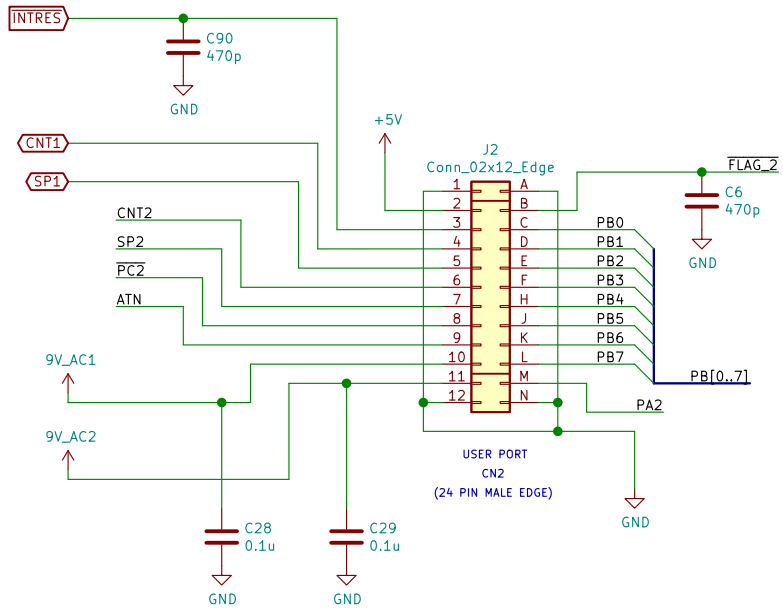 INTRES
C90
470p
GND
CNT1
+5V
J2
Conn_02x12_Edge
FLAG_2
SP1
1 A
2 B
C6
470p
CNT2
3 C PB0
SP2
4 D PB1
GND
PC2
5 E PB2
6 F PB3
ATN
7 H PB4
8 J PB5
9 K PB6
9V_AC1
10 L PB7
11 M PB[0..7]
12 N PA2
9V_AC2
USER PORT
CN2
(24 PIN MALE EDGE)
GND
C28
0.1u
C29
0.1u
GND
GND